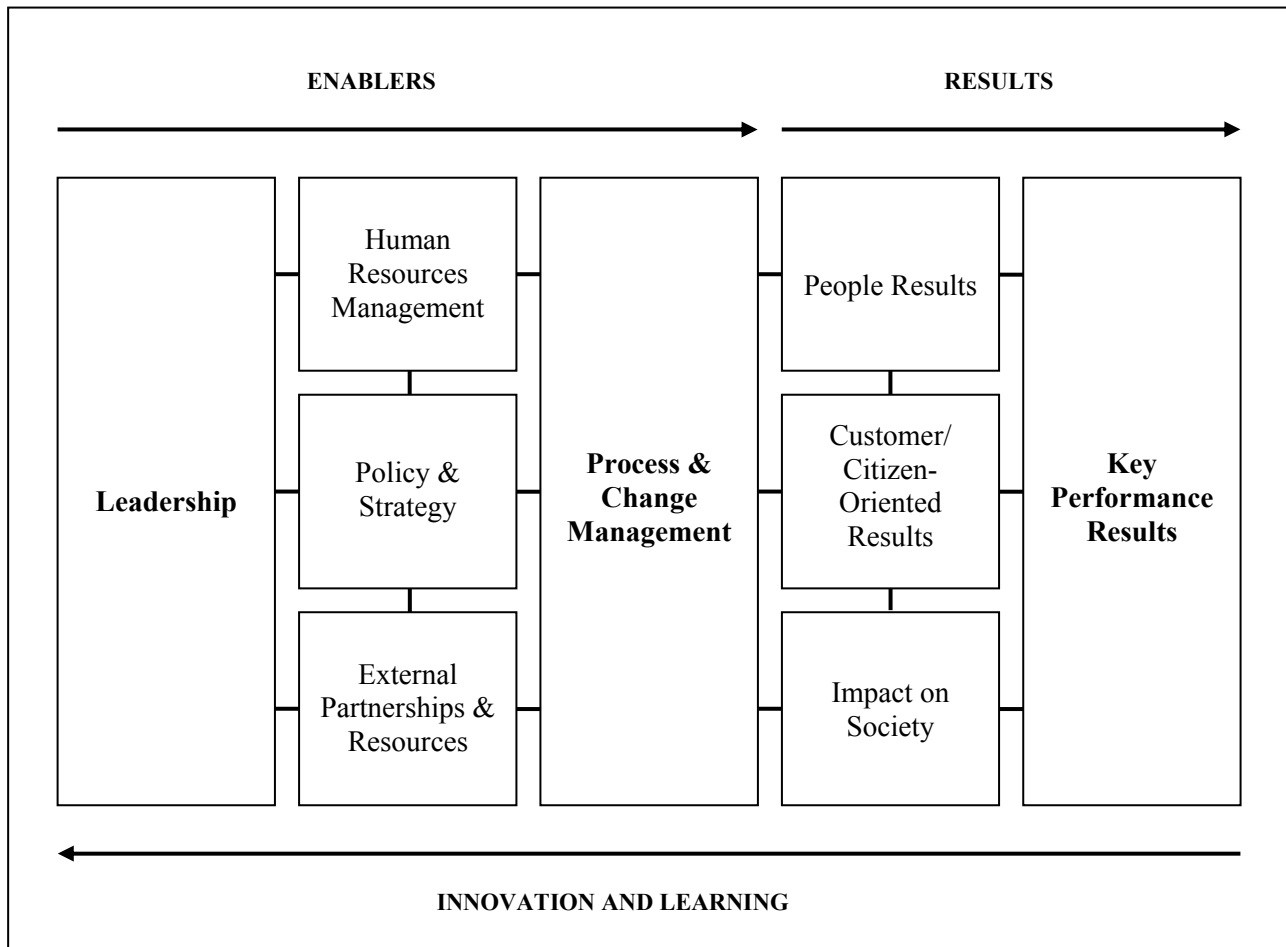 ENABLERS
RESULTS
Leadership
Human
Resources
Management
Policy &
Strategy
External
Partnerships &
Resources
Process &
Change
Management
People Results
Customer/
Citizen-
Oriented
Results
Impact on
Society
Key
Performance
Results
INNOVATION AND LEARNING